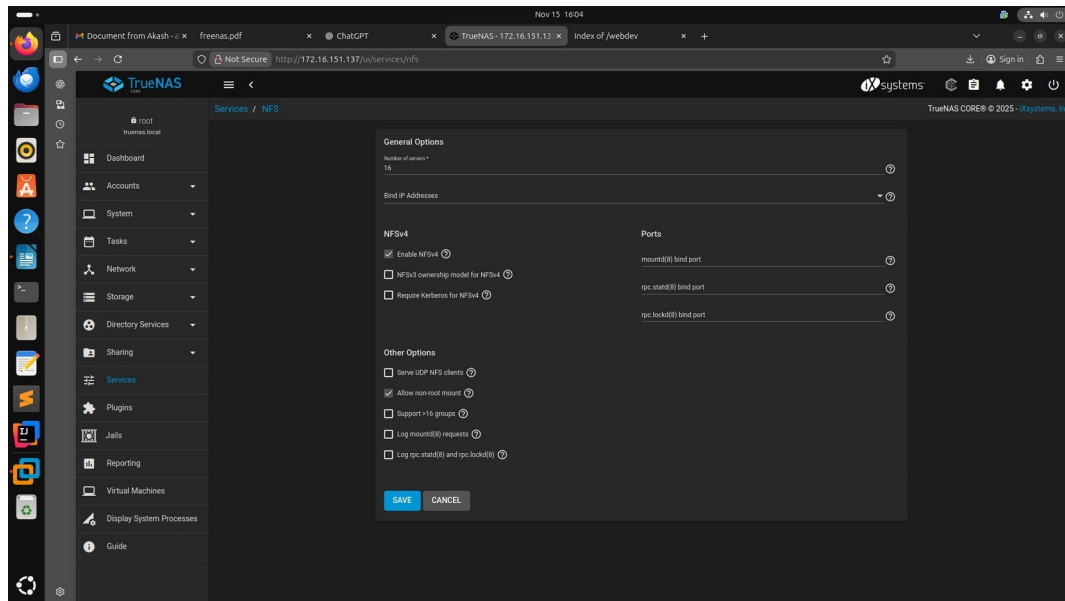 Nov 15 16:04
Document from Akash - a
freenas.pdf
ChatGPT
TrueNAS - 172.16.151.13
Index of /webdev
Not Secure http://172.16.151.137/ui/services/nfs
Sign in
TrueNAS
CORE
iXsystems
Services / NFS
TrueNAS CORE® © 2025 - iXsystems, In
root
truenas.local
Dashboard
Accounts
System
Tasks
Network
Storage
Directory Services
Sharing
Services
Plugins
Jails
Reporting
Virtual Machines
Display System Processes
Guide
General Options
Number of servers *
16
Bind IP Addresses
NFSv4
Enable NFSv4
NFSv3 ownership model for NFSv4
Require Kerberos for NFSv4
Ports
mountd(8) bind port
rpc.statd(8) bind port
rpc.lockd(8) bind port
Other Options
Serve UDP NFS clients
Allow non-root mount
Support >16 groups
Log mountd(8) requests
Log rpc.statd(8) and rpc.lockd(8)
SAVE CANCEL